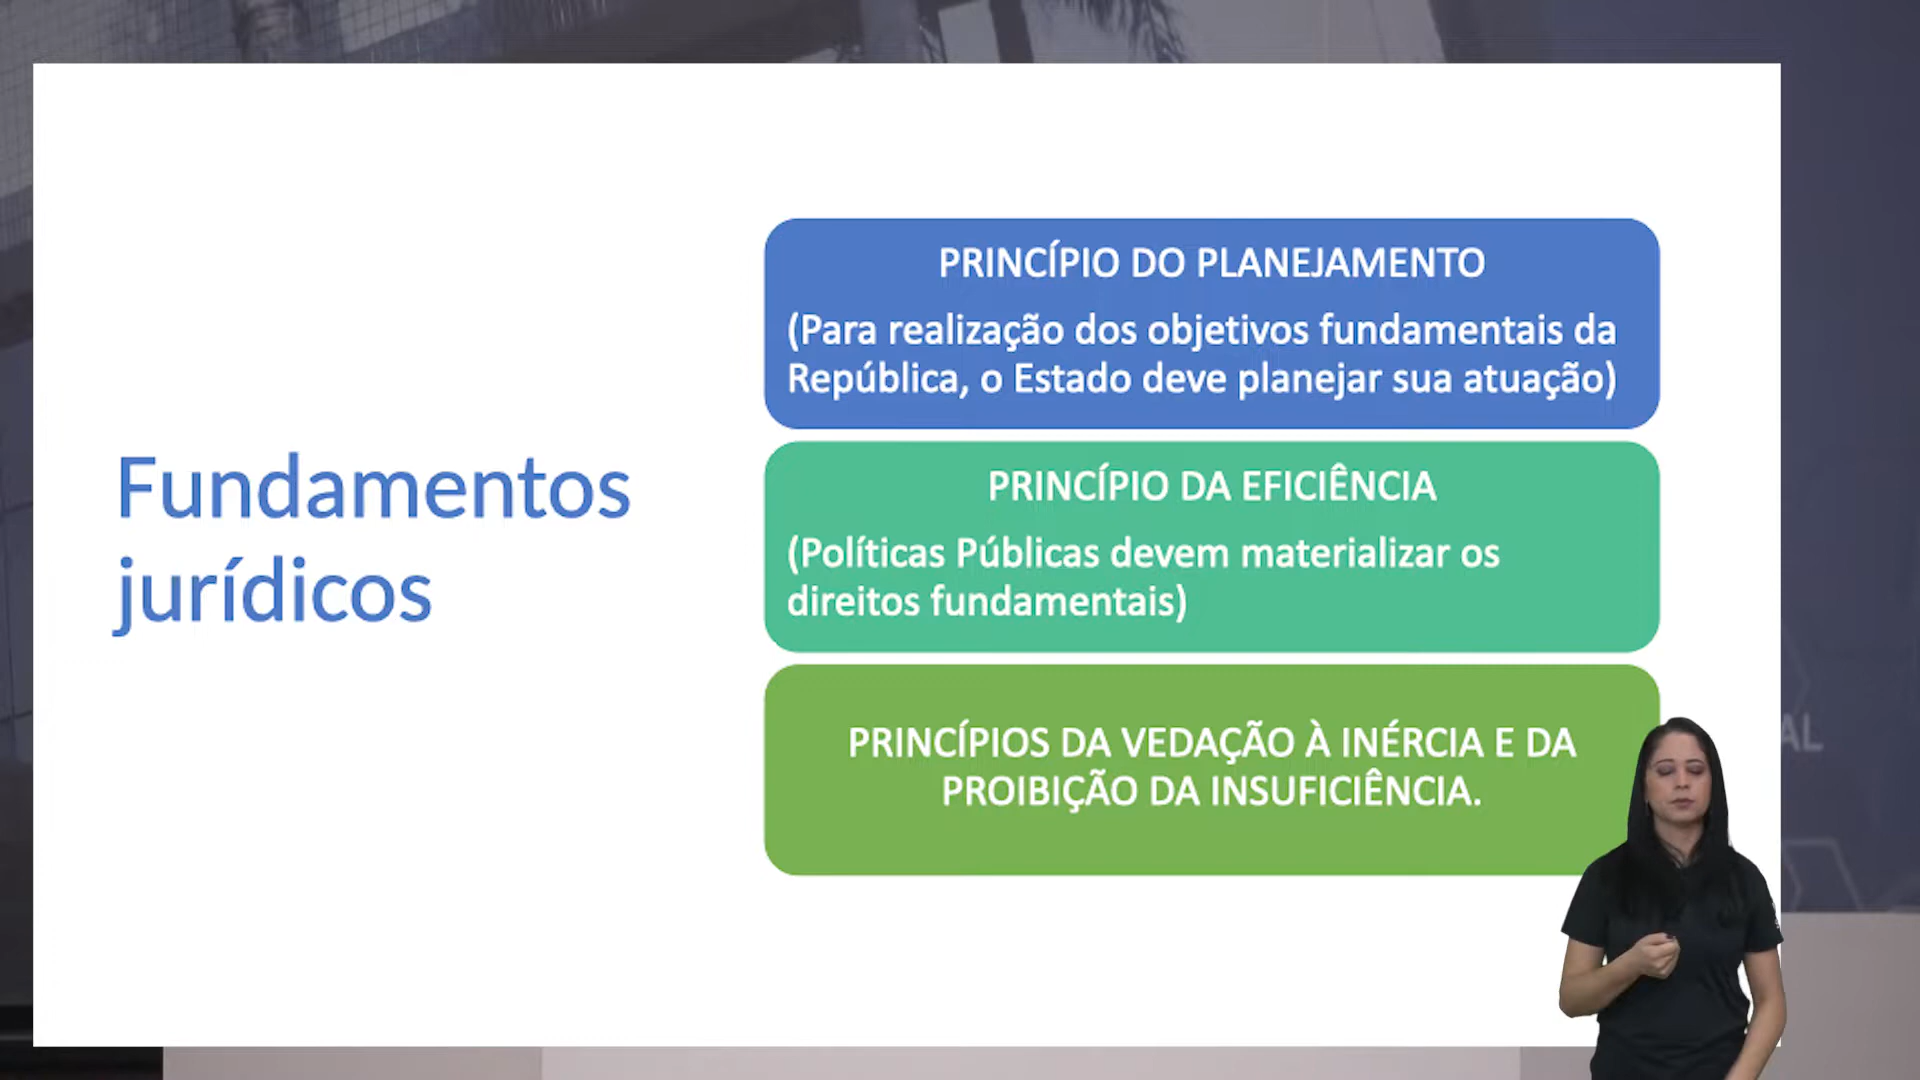 Fundamentos
jurídicos
PRINCÍPIO DO PLANEJAMENTO
(Para realização dos objetivos fundamentais da
República, o Estado deve planejar sua atuação)
PRINCÍPIO DA EFICIÊNCIA
(Políticas Públicas devem materializar os
direitos fundamentais)
PRINCÍPIOS DA VEDAÇÃO À INÉRCIA E DA
PROIBIÇÃO DA INSUFICIÊNCIA.